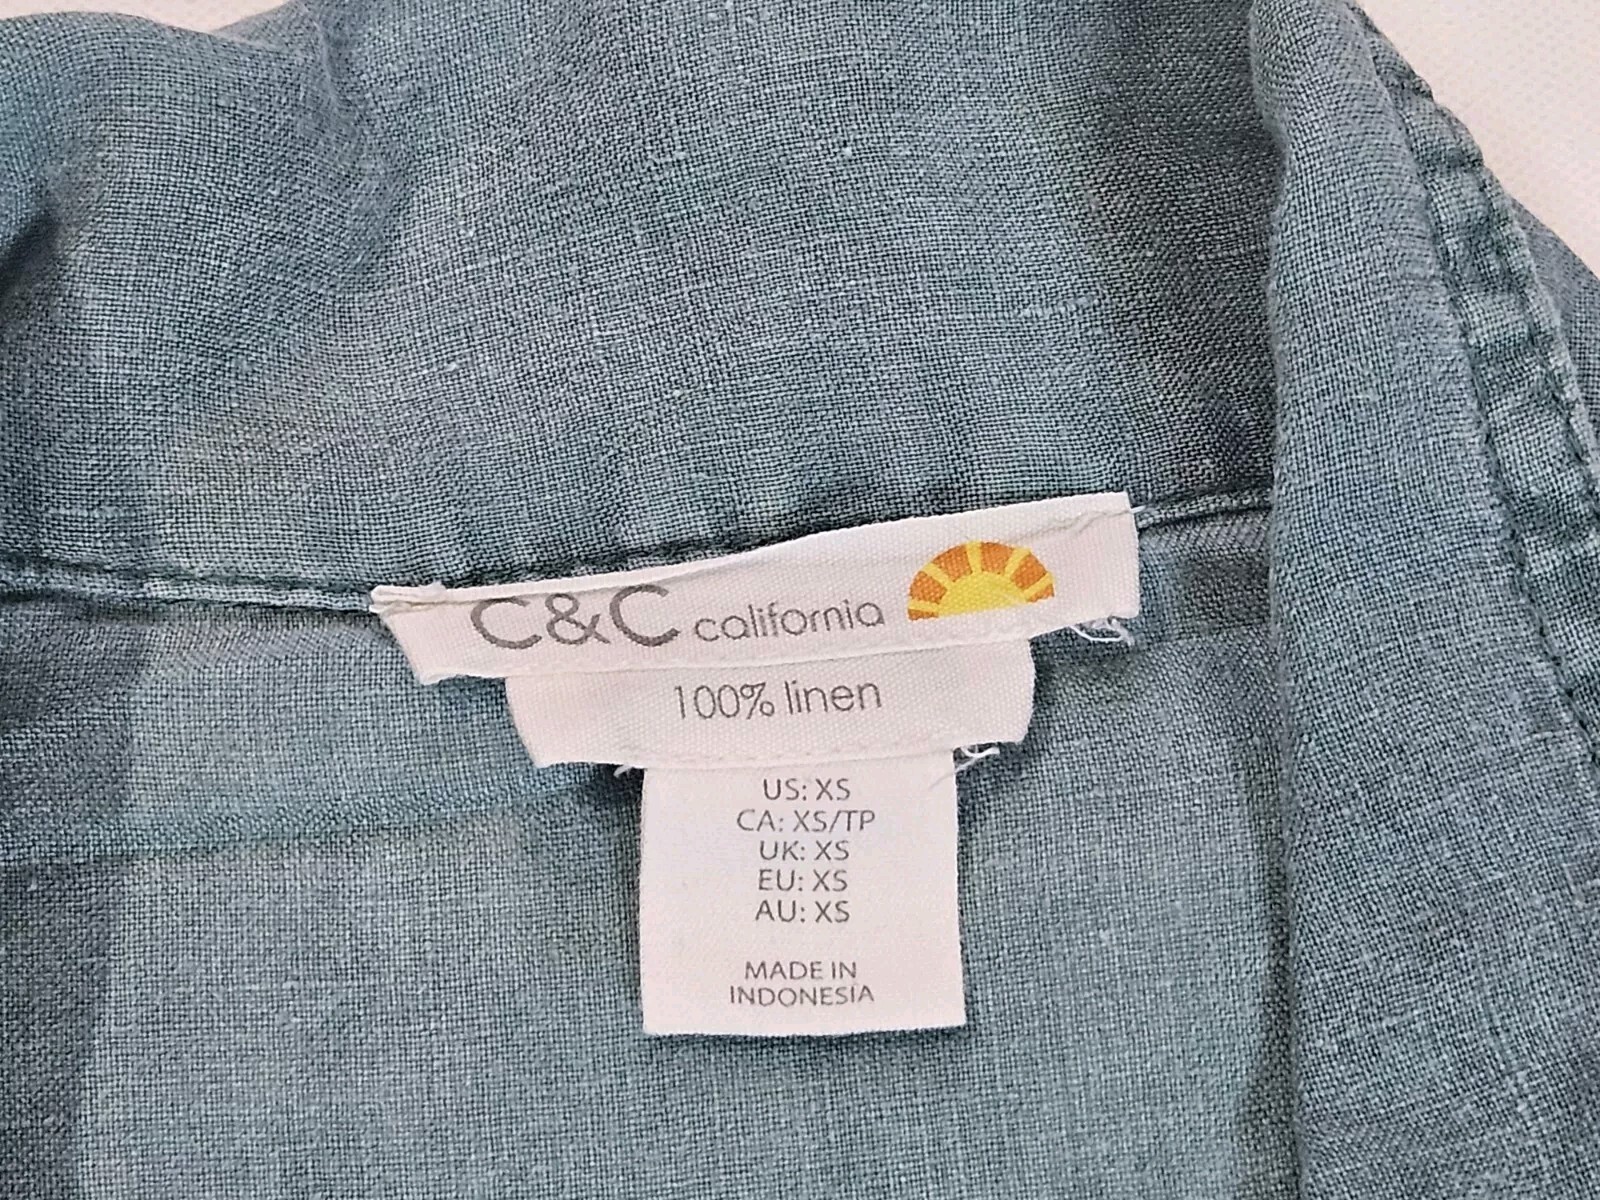 C&C california
100% linen
US: XS
CA: XS/TP
UK: XS
EU: XS
AU: XS
MADE IN
INDONESIA